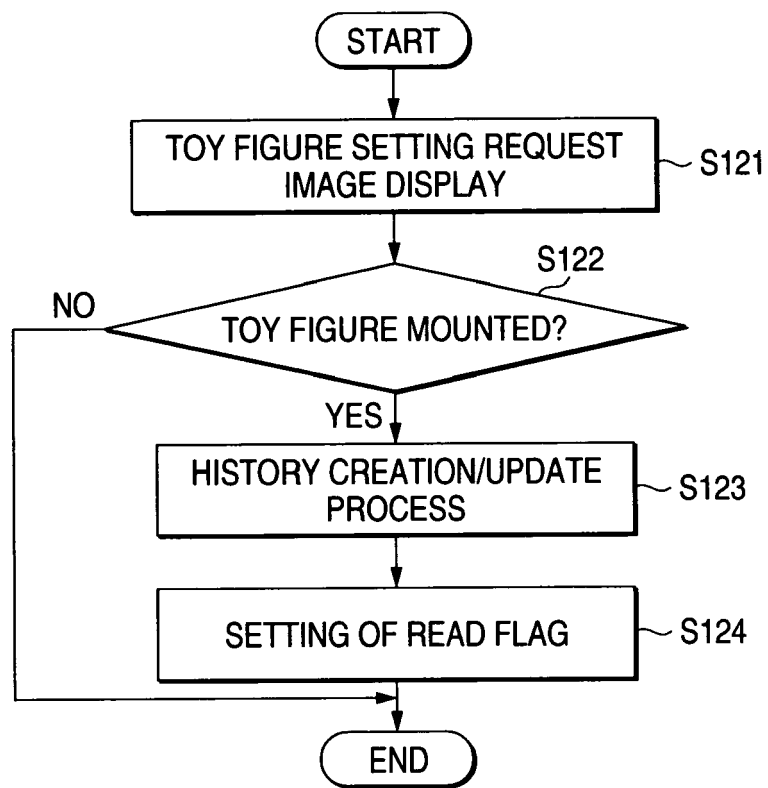 START
TOY FIGURE SETTING REQUEST
IMAGE DISPLAY
S121
S122
NO
TOY FIGURE MOUNTED?
YES
HISTORY CREATION/UPDATE
PROCESS
S123
SETTING OF READ FLAG
S124
END